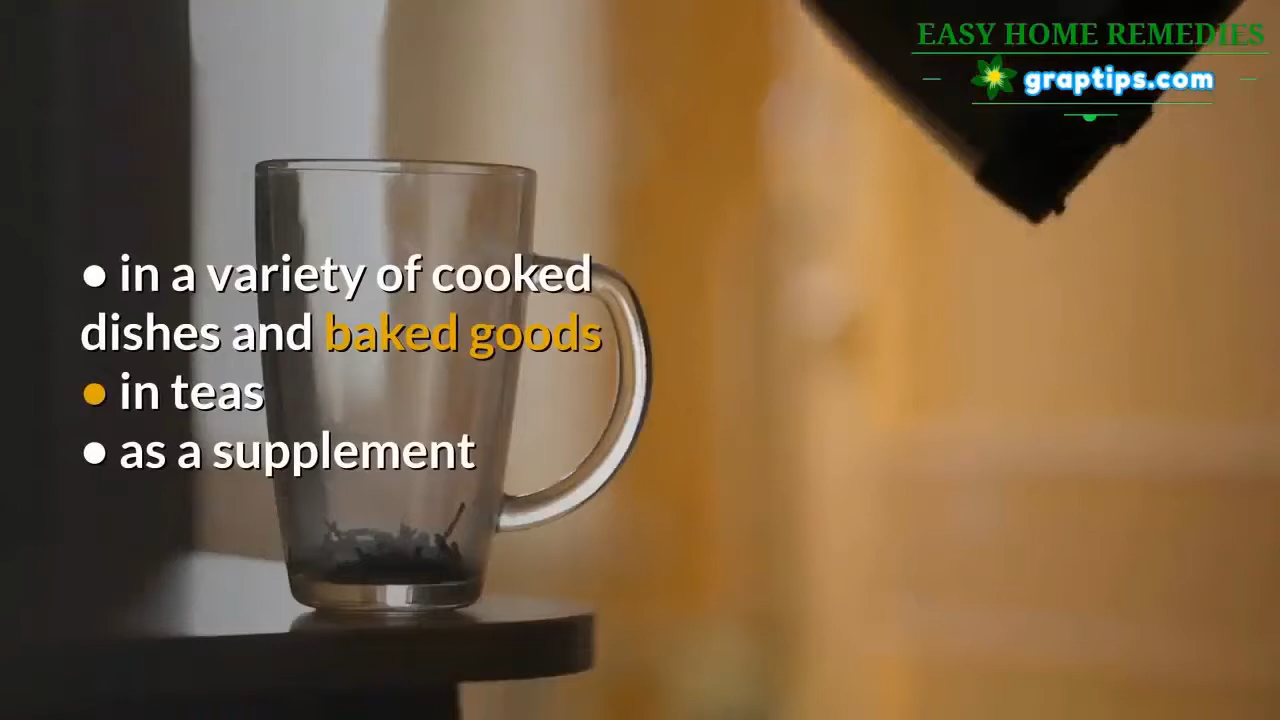 EASY HOME REMEDIES
graptips.com
● in a variety of cooked
dishes and baked goods
● in teas
● as a supplement